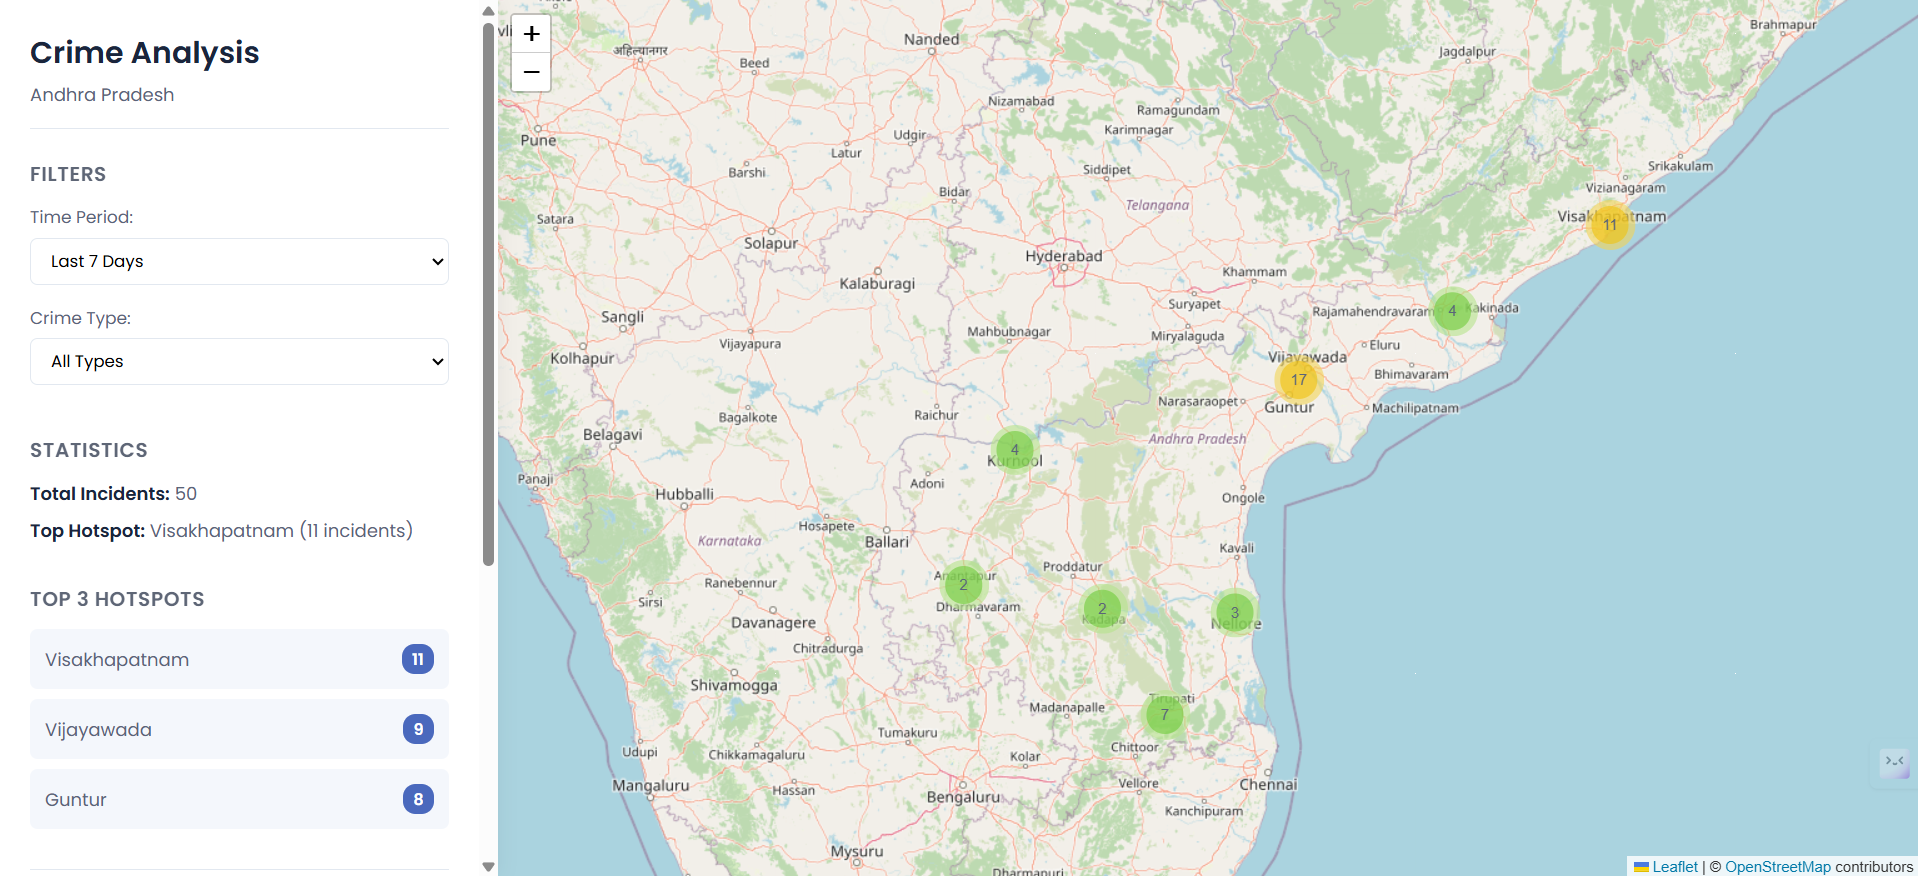 Crime Analysis
Andhra Pradesh
FILTERS
Time Period:
Last 7 Days
Crime Type:
All Types
STATISTICS
Total Incidents: 50
Top Hotspot: Visakhapatnam (11 incidents)
TOP 3 HOTSPOTS
Visakhapatnam 11
Vijayawada 9
Guntur 8
+
−
Brahmapur
Nanded
अहिल्यानगर
Jagdalpur
Beed
Nizamabad
Ramagundam
Karimnagar
Udgir
Pune
Latur
Srikakulam
Barshi
Siddipet
Bidar
Vizianagaram
Telangana
Satara
Visakhapatnam
11
Solapur
Hyderabad
Khammam
Kalaburagi
Suryapet
Rajamahendravaram
4
Kakinada
Sangli
Mahbubnagar
Miryalaguda
Vijayapura
Eluru
Kolhapur
Vijayawada
Bhimavaram
17
Narasaraopet
Guntur
Machilipatnam
Bagalkote
Raichur
Belagavi
Andhra Pradesh
4
Kurnool
Panaji
Adoni
Hubballi
Ongole
Hosapete
Karnataka
Ballari
Kavali
Proddatur
Anantapur
2
Ranebennur
Sirsi
Dharmavaram
2
Kadapa
3
Nellore
Davanagere
Chitradurga
Shivamogga
Tirupati
Madanapalle
7
Tumakuru
Udupi
Chikkamagaluru
Chittoor
Kolar
Mangaluru
Hassan
Bengaluru
Vellore
Chennai
Kanchipuram
Mysuru
Dharmapuri
Leaflet | © OpenStreetMap contributors